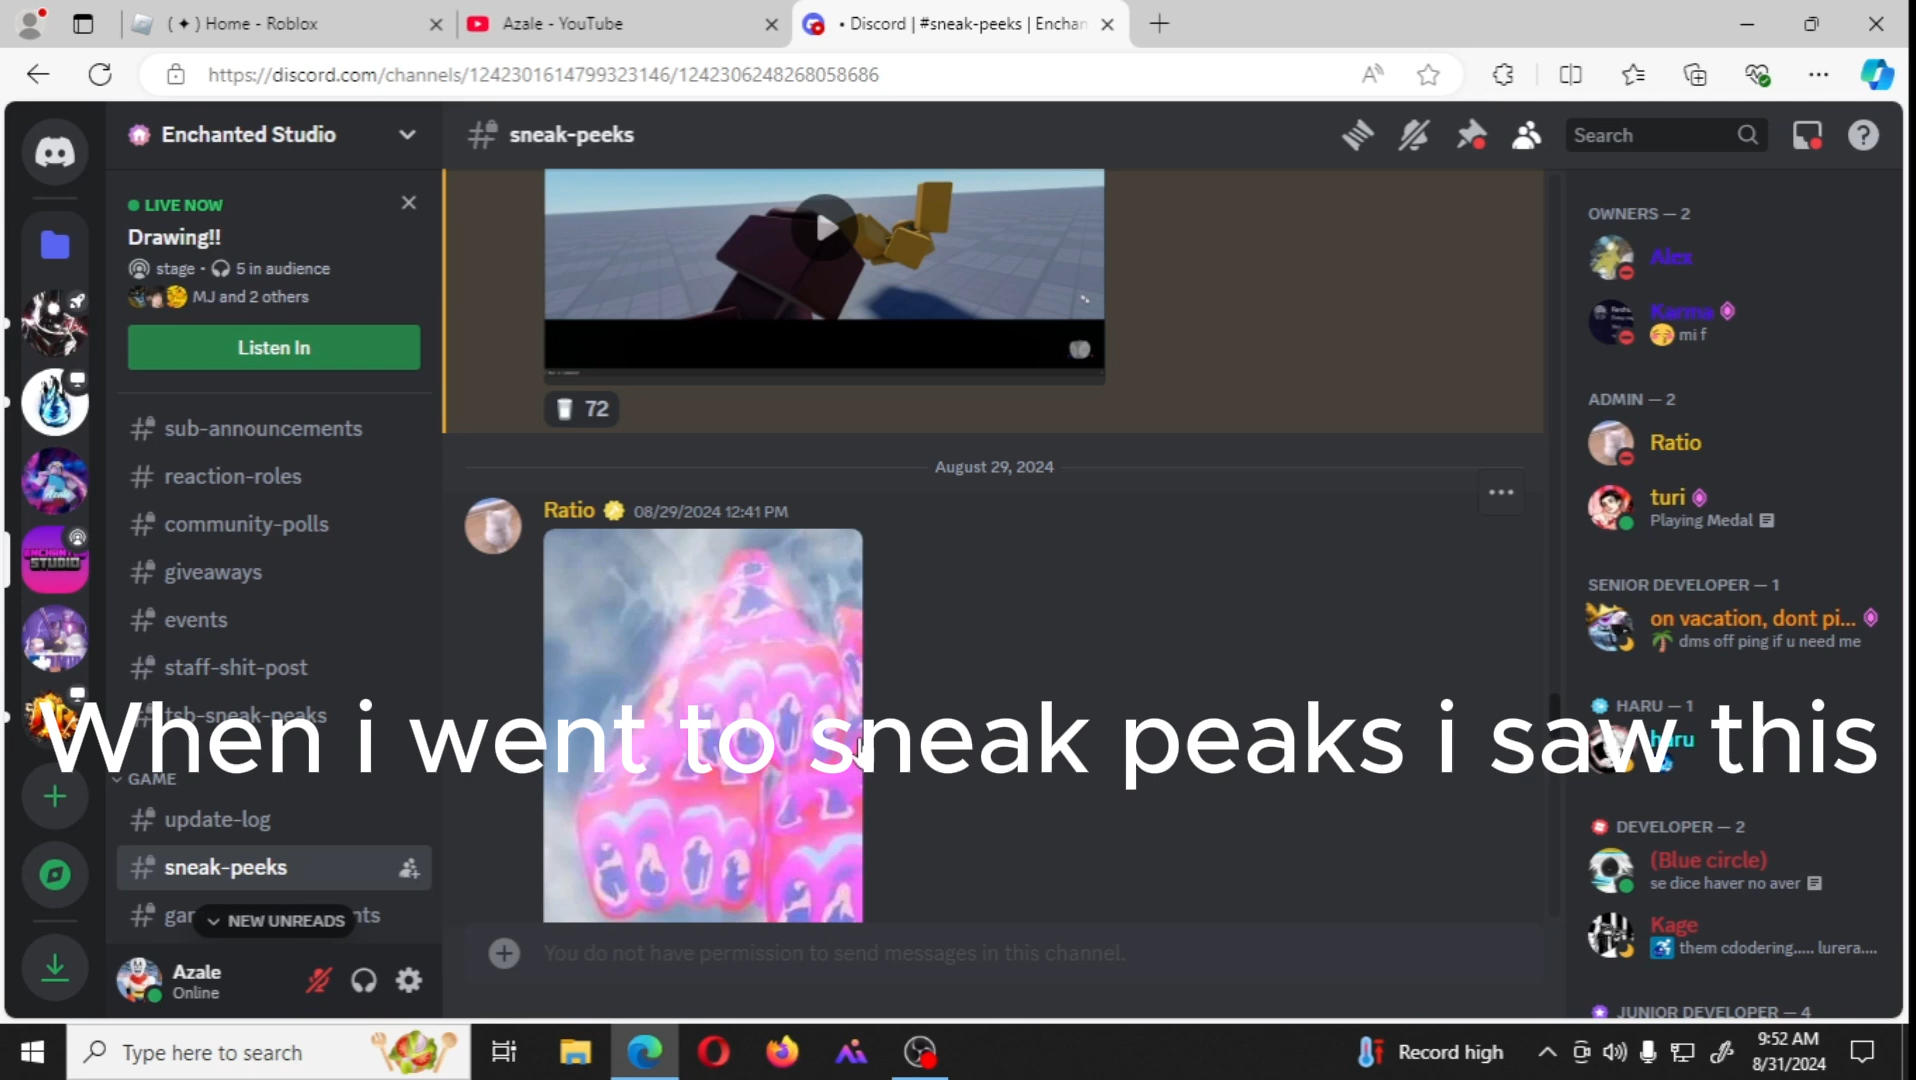 ( ✦ ) Home - Roblox
Azale - YouTube
• Discord | #sneak-peeks | Enchan
https://discord.com/channels/1242301614799323146/1242306248268058686
Enchanted Studio
sneak-peeks
Search
LIVE NOW
Drawing!!
stage • 5 in audience
MJ and 2 others
Listen In
sub-announcements
reaction-roles
community-polls
giveaways
events
staff-shit-post
tsb-sneak-peaks
GAME
update-log
sneak-peeks
NEW UNREADS
Azale
Online
72
August 29, 2024
Ratio 08/29/2024 12:41 PM
When i went to sneak peaks i saw this
You do not have permission to send messages in this channel.
OWNERS — 2
Alex
Karma
mi f
ADMIN — 2
Ratio
turi
Playing Medal
SENIOR DEVELOPER — 1
on vacation, dont pi...
dms off ping if u need me
HARU — 1
haru
DEVELOPER — 2
(Blue circle)
se dice haver no aver
Kage
them cdodering..... lurera....
JUNIOR DEVELOPER — 4
ENCHANTED
STUDIO
Type here to search
Record high
9:52 AM
8/31/2024